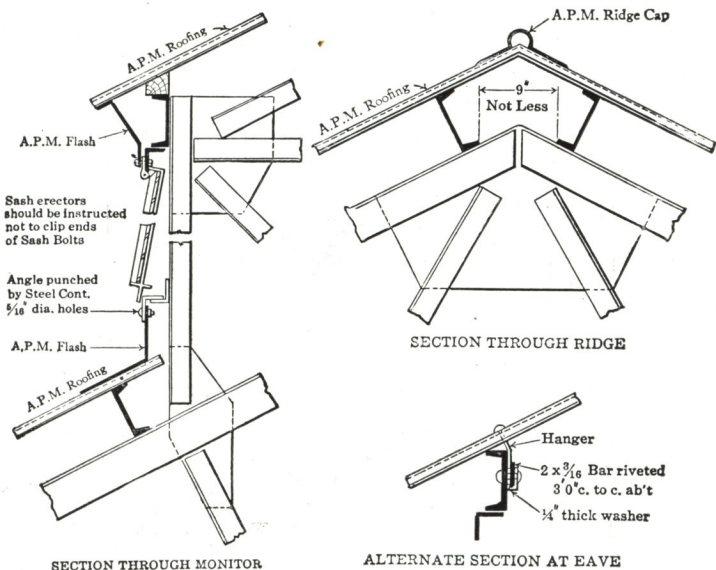 A.P.M. Roofing
A.P.M. Flash
Sash erectors
should be instructed
not to clip ends
of Sash Bolts
Angle punched
by Steel Cont.
5/16" dia. holes
A.P.M. Flash
A.P.M. Roofing
SECTION THROUGH MONITOR
A.P.M. Ridge Cap
A.P.M. Roofing
9"
Not Less
SECTION THROUGH RIDGE
Hanger
2 x 3/16 Bar riveted
3'0"c. to c. ab't
1/4" thick washer
ALTERNATE SECTION AT EAVE